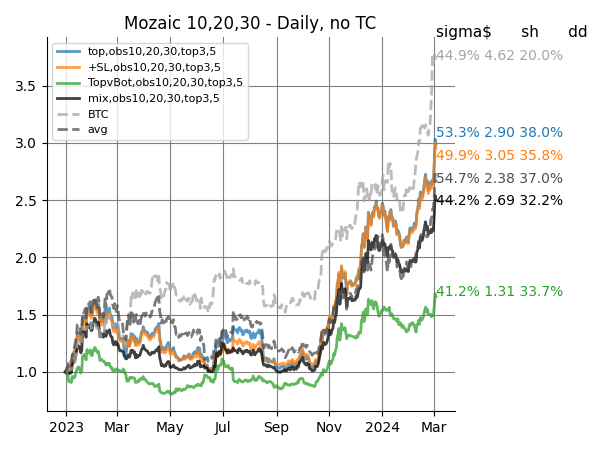 Mozaic 10,20,30 - Daily, no TC
sigma$ sh dd
top,obs10,20,30,top3,5
+SL,obs10,20,30,top3,5
TopvBot,obs10,20,30,top3,5
mix,obs10,20,30,top3,5
BTC
avg
44.9% 4.62 20.0%
53.3% 2.90 38.0%
49.9% 3.05 35.8%
54.7% 2.38 37.0%
44.2% 2.69 32.2%
41.2% 1.31 33.7%
3.5
3.0
2.5
2.0
1.5
1.0
2023 Mar May Jul Sep Nov 2024 Mar